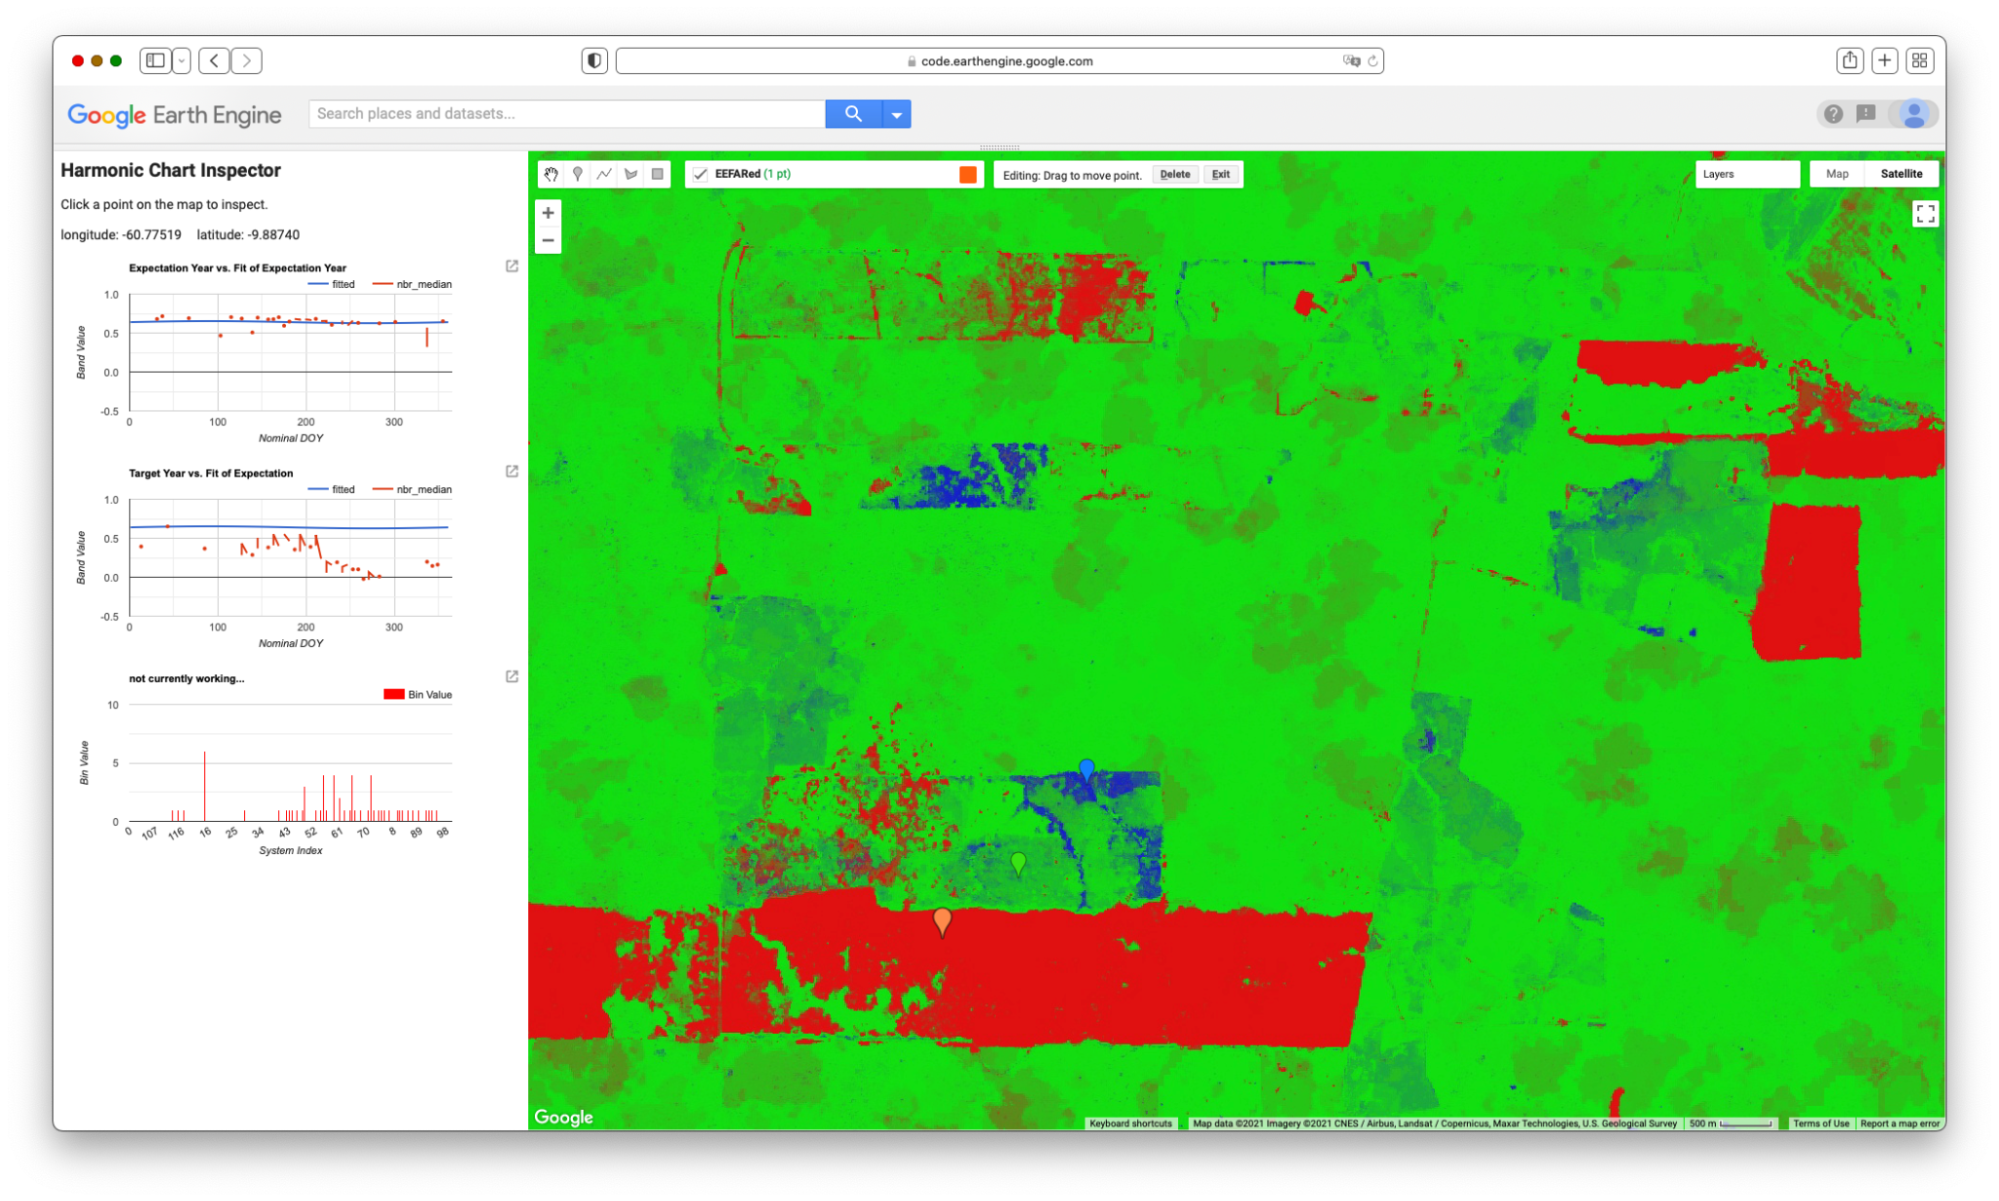 code.earthengine.google.com
Google Earth Engine
Search places and datasets...
Harmonic Chart Inspector
Click a point on the map to inspect.
longitude: -60.77519 latitude: -9.88740
Expectation Year vs. Fit of Expectation Year
fitted nbr_median
1.0
0.5
0.0
-0.5
Band Value
0 100 200 300
Nominal DOY
Target Year vs. Fit of Expectation
fitted nbr_median
1.0
0.5
0.0
-0.5
Band Value
0 100 200 300
Nominal DOY
not currently working...
Bin Value
10
5
0
Bin Value
0 107 116 16 25 34 43 52 61 70 8 89 98
System Index
EEFARed (1 pt)
Editing: Drag to move point. Delete Exit
Layers
Map Satellite
+
−
Google
Keyboard shortcuts Map data ©2021 Imagery ©2021 CNES / Airbus, Landsat / Copernicus, Maxar Technologies, U.S. Geological Survey 500 m Terms of Use Report a map error